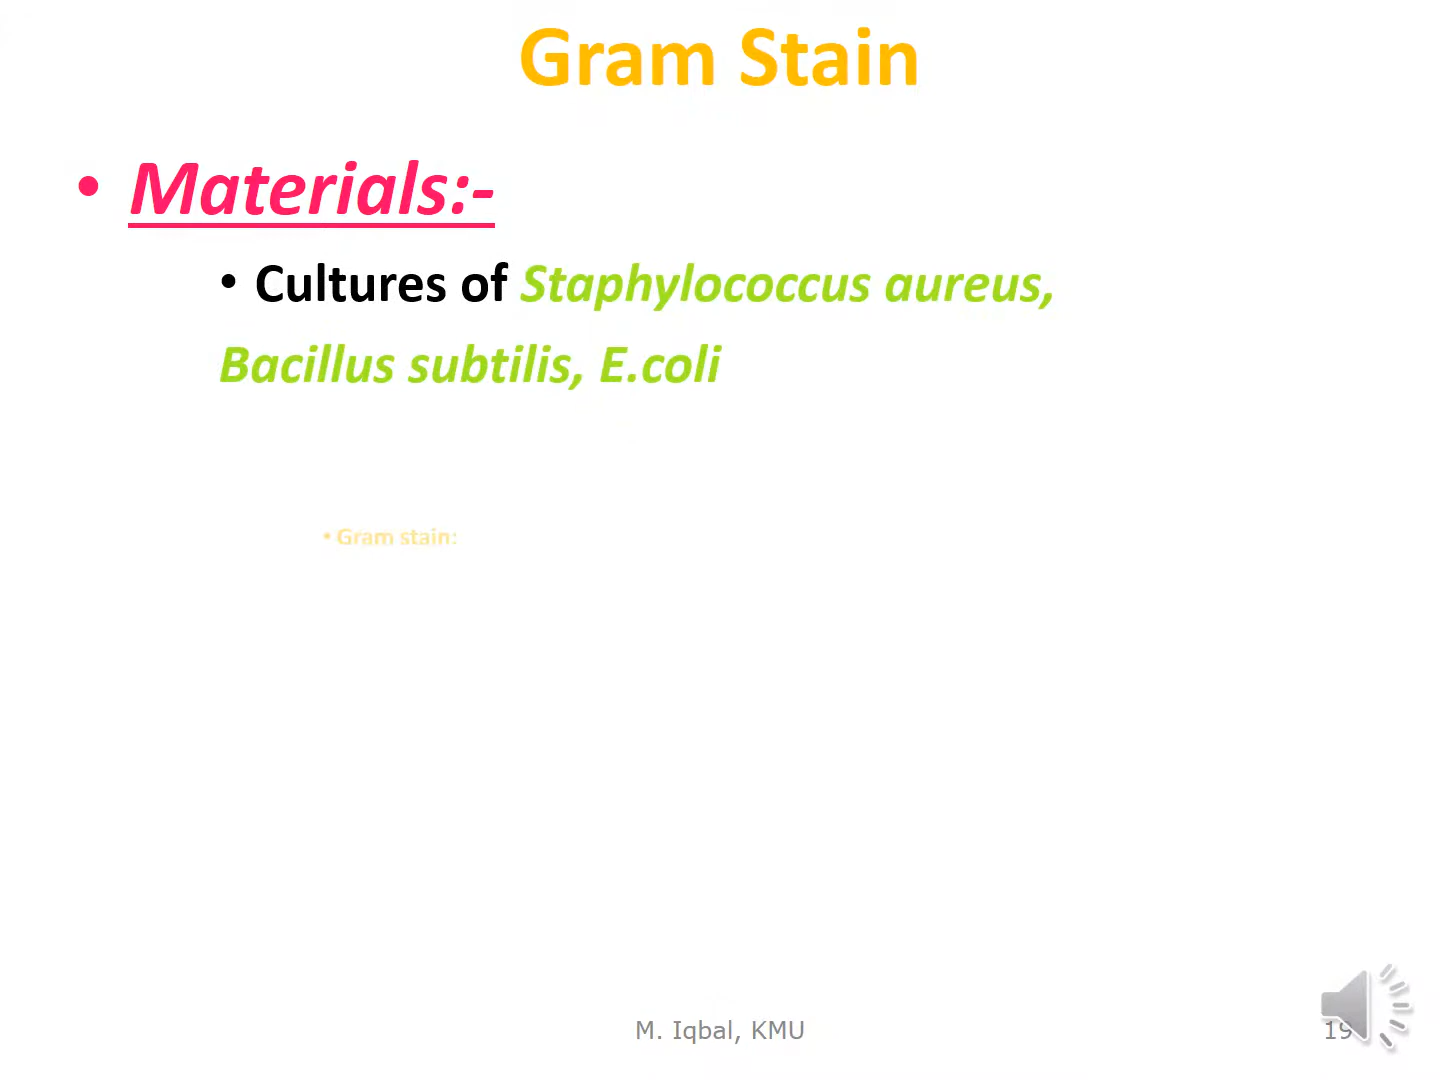 Gram Stain
• Materials:-
• Cultures of Staphylococcus aureus,
Bacillus subtilis, E.coli
• Gram stain:
M. Iqbal, KMU
19